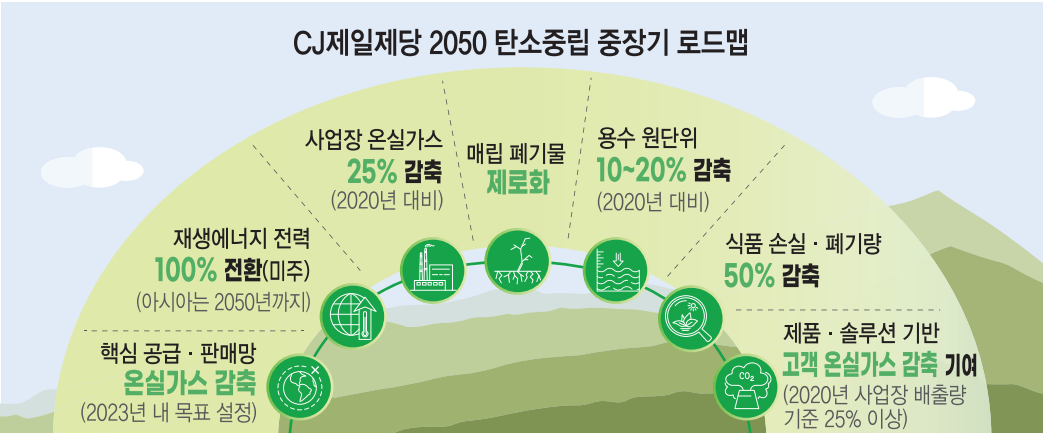 CJ제일제당 2050 탄소중립 중장기 로드맵
핵심 공급·판매망
온실가스 감축
(2023년 내 목표 설정)
재생에너지 전력
100% 전환(미주)
(아시아는 2050년까지)
사업장 온실가스
25% 감축
(2020년 대비)
매립 폐기물
제로화
용수 원단위
10~20% 감축
(2020년 대비)
식품 손실·폐기량
50% 감축
제품·솔루션 기반
고객 온실가스 감축 기여
(2020년 사업장 배출량
기준 25% 이상)
CO₂